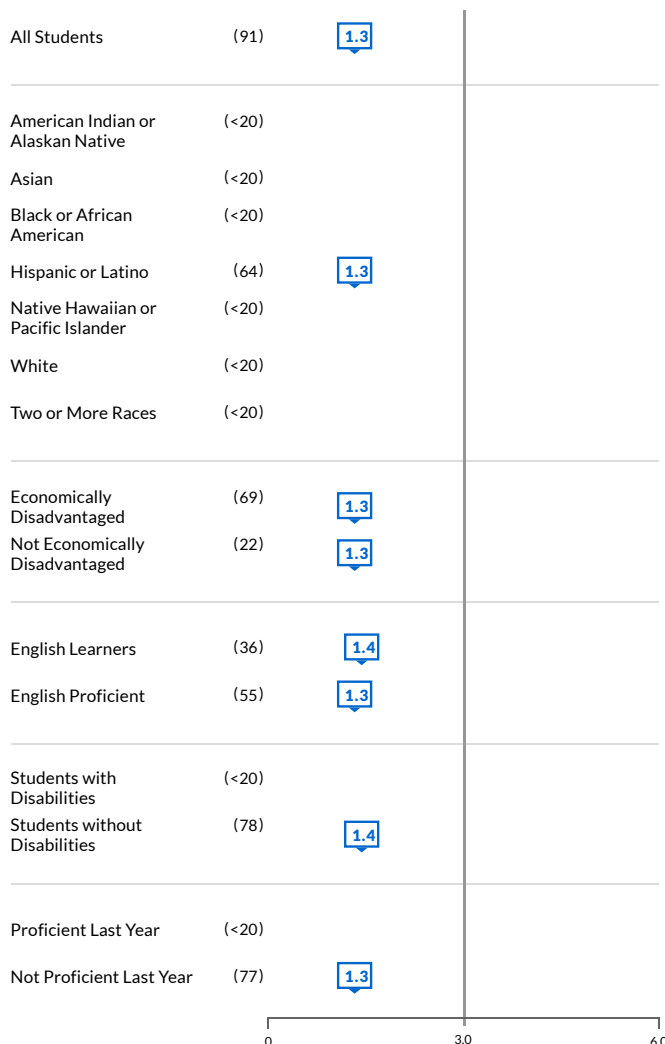 All Students (91) 1.3
American Indian or (<20)
Alaskan Native
Asian (<20)
Black or African (<20)
American
Hispanic or Latino (64) 1.3
Native Hawaiian or (<20)
Pacific Islander
White (<20)
Two or More Races (<20)
Economically (69) 1.3
Disadvantaged
Not Economically (22) 1.3
Disadvantaged
English Learners (36) 1.4
English Proficient (55) 1.3
Students with (<20)
Disabilities
Students without (78) 1.4
Disabilities
Proficient Last Year (<20)
Not Proficient Last Year (77) 1.3
0 3.0 6.0